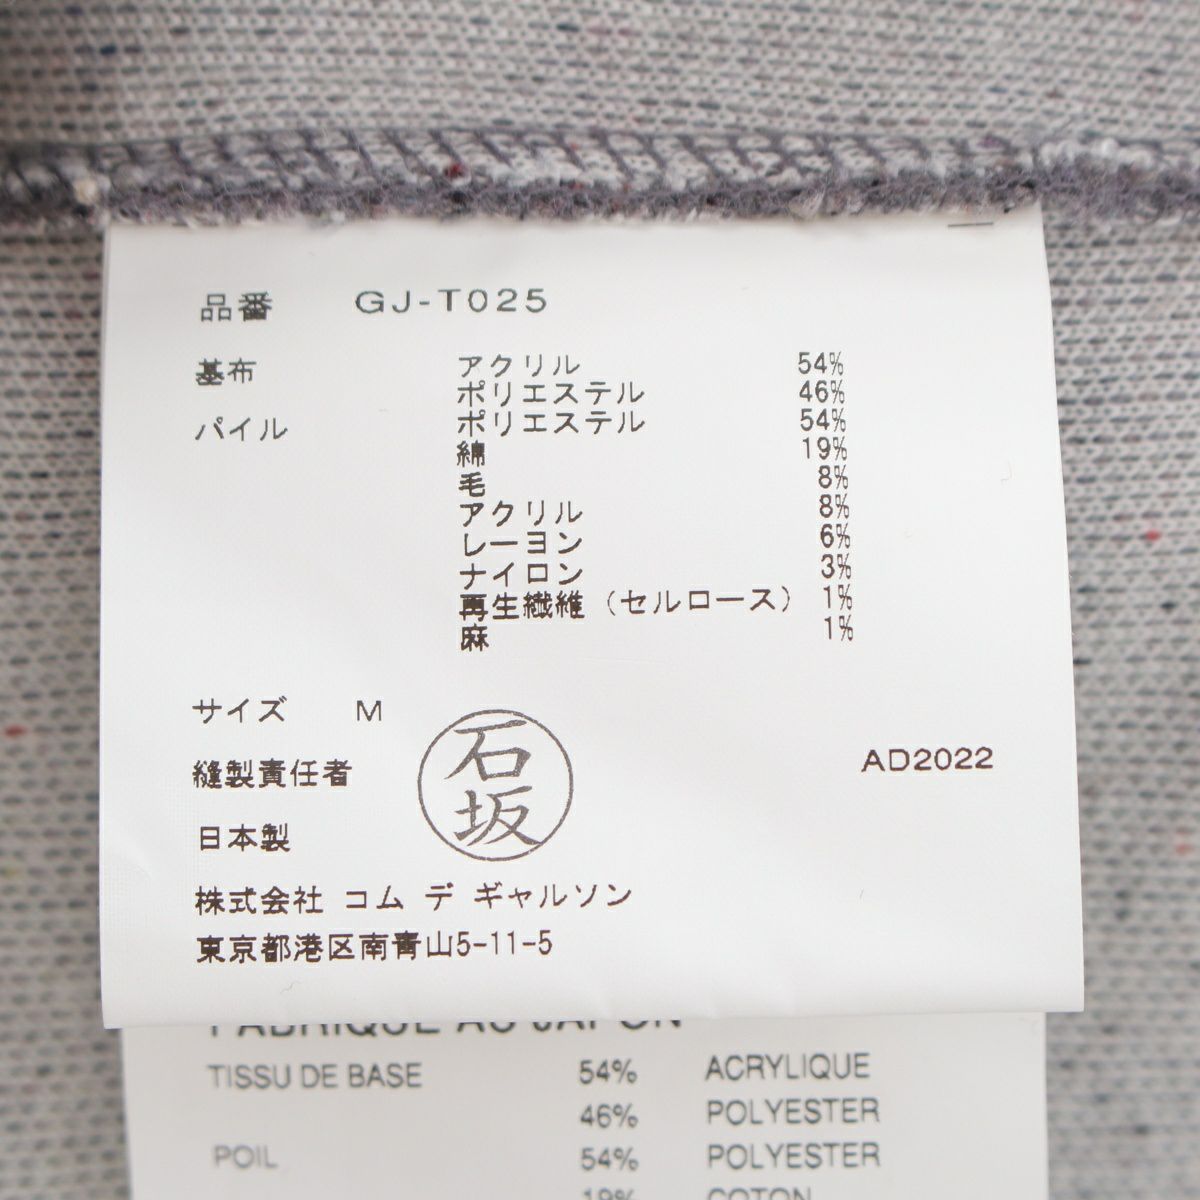 品番 GJ-T025
基布 アクリル 54%
ポリエステル 46%
パイル ポリエステル 54%
綿 19%
毛 8%
アクリル 8%
レーヨン 6%
ナイロン 3%
再生繊維（セルロース） 1%
麻 1%
サイズ M
縫製責任者 石坂
AD2022
日本製
株式会社 コム デ ギャルソン
東京都港区南青山5-11-5
FABRIQUE AU JAPON
TISSU DE BASE 54% ACRYLIQUE
46% POLYESTER
POIL 54% POLYESTER
19% COTON